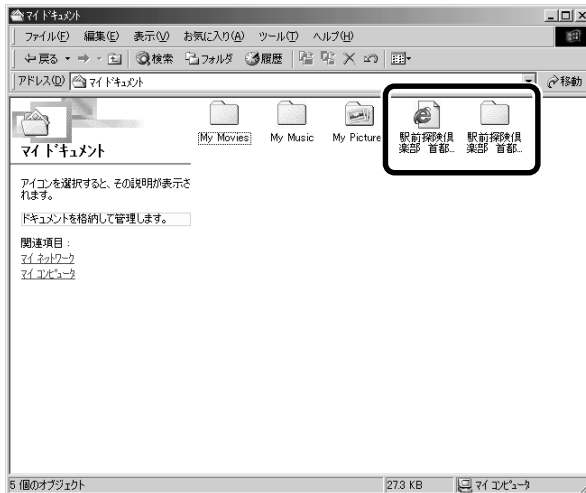 マイ ドキュメント
ファイル(F) 編集(E) 表示(V) お気に入り(A) ツール(T) ヘルプ(H)
戻る 検索 フォルダ 履歴
アドレス(D) マイ ドキュメント 移動
マイ ドキュメント
アイコンを選択すると、その説明が表示さ
れます。
ドキュメントを格納して管理します。
関連項目:
マイ ネットワーク
マイ コンピュータ
My Movies My Music My Picture
駅前探険倶
楽部 首都...
駅前探険倶
楽部 首都...
5 個のオブジェクト 27.3 KB マイ コンピュータ